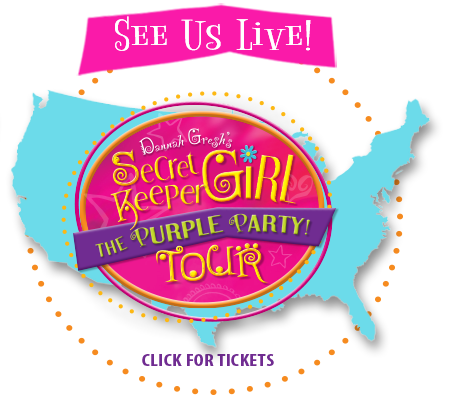 See Us Live!
Dannah Gresh's
Secret
Keeper GiRL
THE PURPLE PARTY!
TOUR
CLICK FOR TICKETS